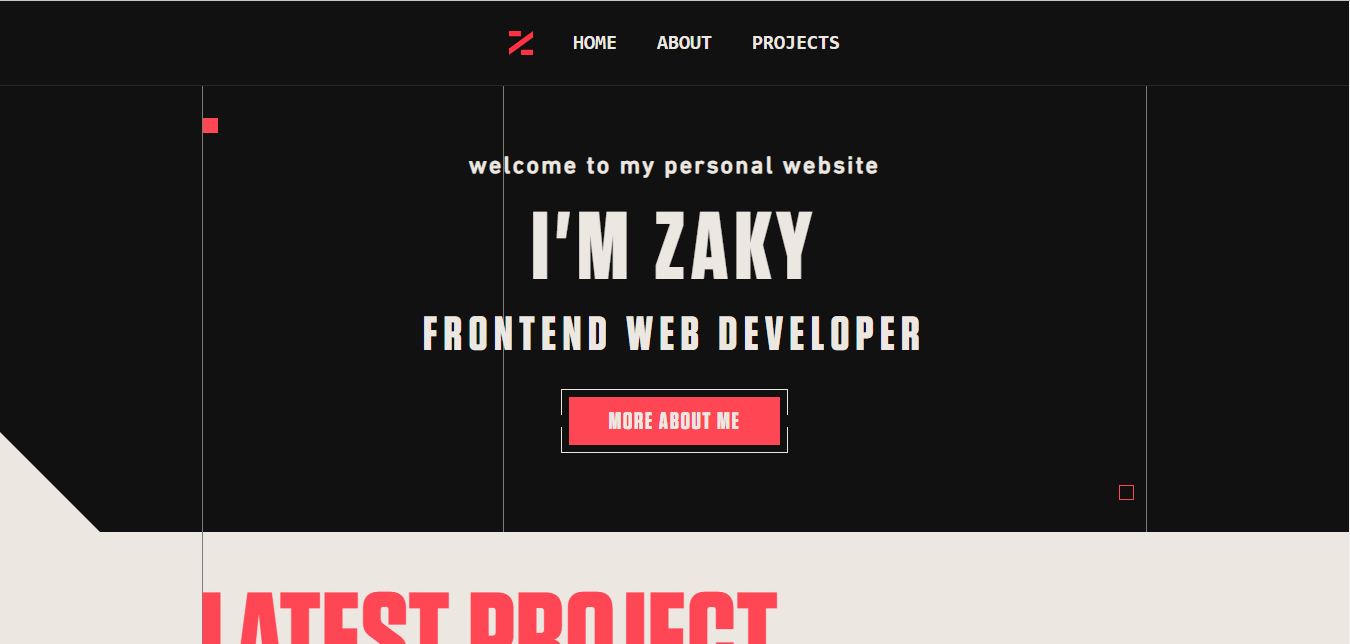 HOME ABOUT PROJECTS
welcome to my personal website
I'M ZAKY
FRONTEND WEB DEVELOPER
MORE ABOUT ME
LATEST PROJECT